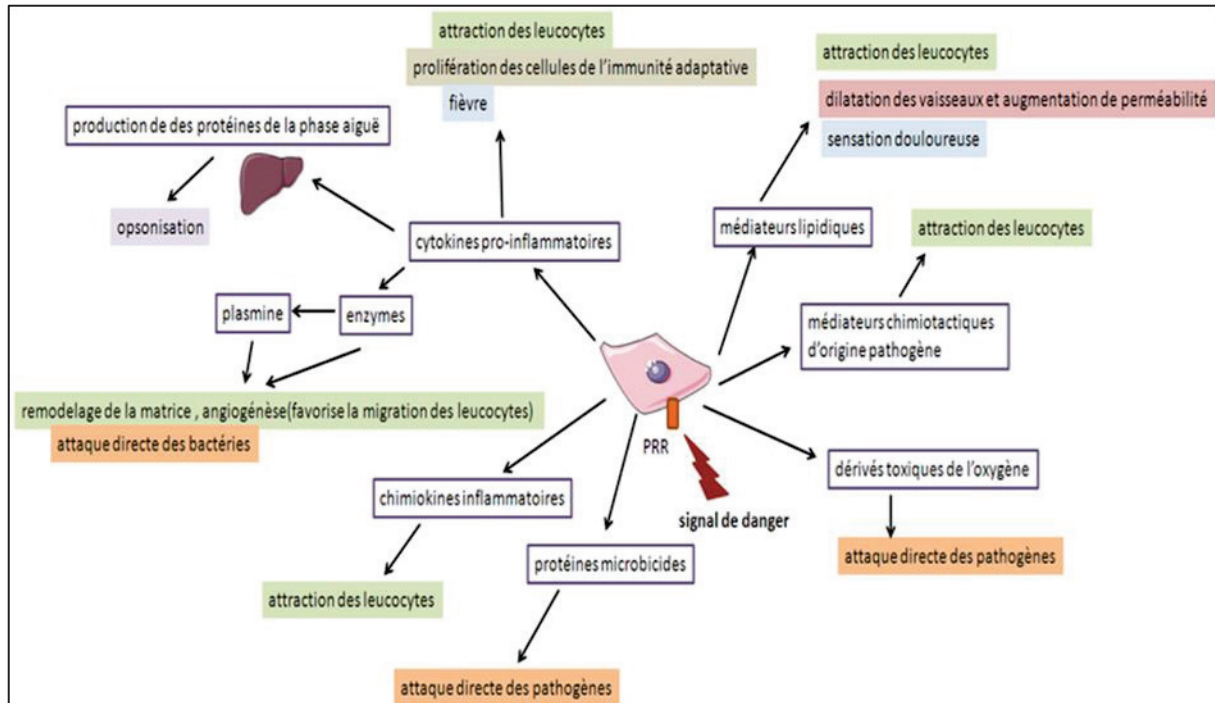 attraction des leucocytes
prolifération des cellules de l'immunité adaptative
fièvre
attraction des leucocytes
dilatation des vaisseaux et augmentation de perméabilité
sensation douloureuse
production de des protéines de la phase aiguë
opsonisation
cytokines pro-inflammatoires
médiateurs lipidiques
attraction des leucocytes
plasmine
enzymes
médiateurs chimiotactiques
d'origine pathogène
remodelage de la matrice , angiogénèse(favorise la migration des leucocytes)
attaque directe des bactéries
PRR
signal de danger
dérivés toxiques de l'oxygène
attaque directe des pathogènes
chimiokines inflammatoires
attraction des leucocytes
protéines microbicides
attaque directe des pathogènes